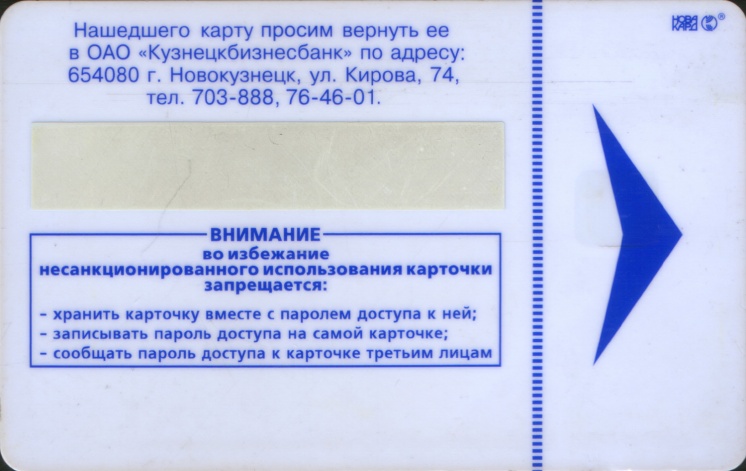 Нашедшего карту просим вернуть ее
в ОАО «Кузнецкбизнесбанк» по адресу:
654080 г. Новокузнецк, ул. Кирова, 74,
тел. 703-888, 76-46-01.
НОВА
КАРД
®
ВНИМАНИЕ
во избежание
несанкционированного использования карточки
запрещается:
– хранить карточку вместе с паролем доступа к ней;
– записывать пароль доступа на самой карточке;
– сообщать пароль доступа к карточке третьим лицам